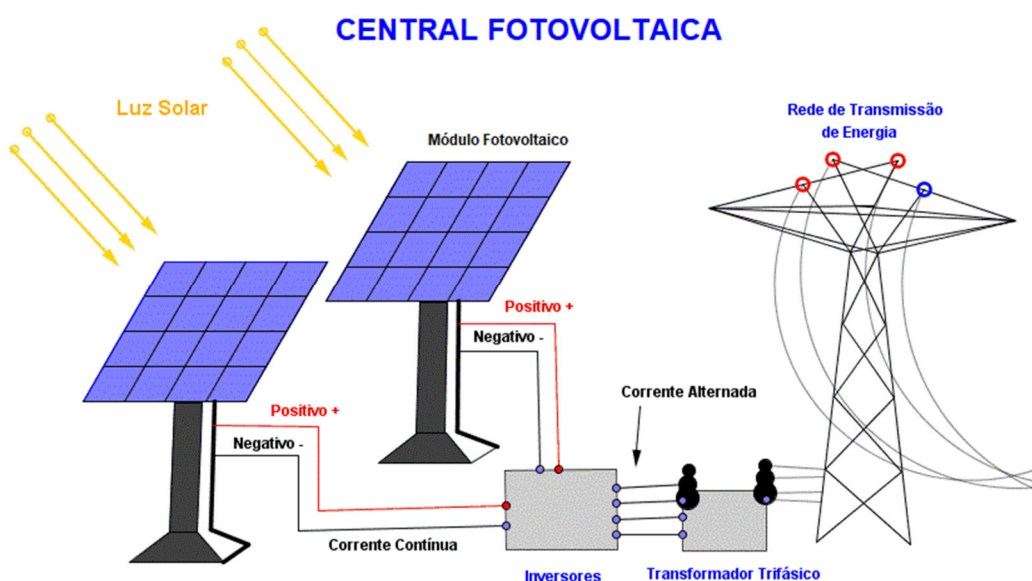 CENTRAL FOTOVOLTAICA
Luz Solar
Módulo Fotovoltaico
Rede de Transmissão
de Energia
Positivo +
Negativo -
Corrente Alternada
Positivo +
Negativo -
Corrente Contínua
Inversores
Transformador Trifásico